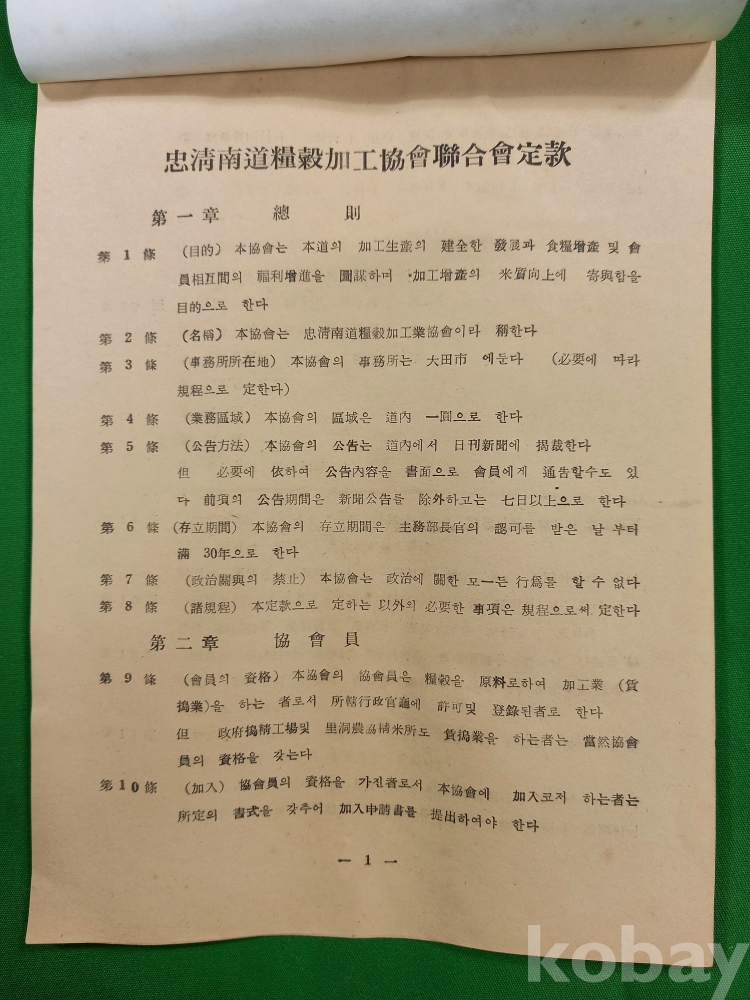 忠淸南道糧穀加工協會聯合會定款
第一章 總則
第1條 (目的) 本協會는 本道의 加工生產의 建全한 發展과 食糧增產 및 會
員相互間의 福利增進을 圖謀하며 加工增產의 米質向上에 寄與함을
目的으로 한다
第2條 (名稱) 本協會는 忠淸南道糧穀加工業協會이라 稱한다
第3條 (事務所所在地) 本協會의 事務所는 大田市 에둔다 (必要에 따라
規程으로 定한다)
第4條 (業務區域) 本協會의 區域은 道內 一圓으로 한다
第5條 (公告方法) 本協會의 公告는 道內에서 日刊新聞에 揭裁한다
但 必要에 依하여 公告內容을 書面으로 會員에게 通告할수도 있
다 前項의 公告期間은 新聞公告를 除外하고는 七日以上으로 한다
第6條 (存立期間) 本協會의 存立期間은 主務部長官의 認可를 받은 날 부터
滿 30年으로 한다
第7條 (政治關與의 禁止) 本協會는 政治에 關한 모一든 行爲를 할 수 없다
第8條 (諸規程) 本定款으로 定하는 以外의 必要한 事項은 規程으로써 定한다
第二章 協會員
第9條 (會員의 資格) 本協會의 協會員은 糧穀을 原料로하여 加工業 (賃
搗業)을 하는 者로서 所轄行政官廳에 許可및 登錄된者로 한다
但 政府搗精工場및 里洞農協精米所도 賃搗業을 하는者는 當然協會
員의 資格을 갖는다
第10條 (加入) 協會員의 資格을 가진者로서 本協會에 加入코저 하는者는
所定의 書式을 갖추어 加入申請書를 提出하여야 한다
— 1 —
kobay